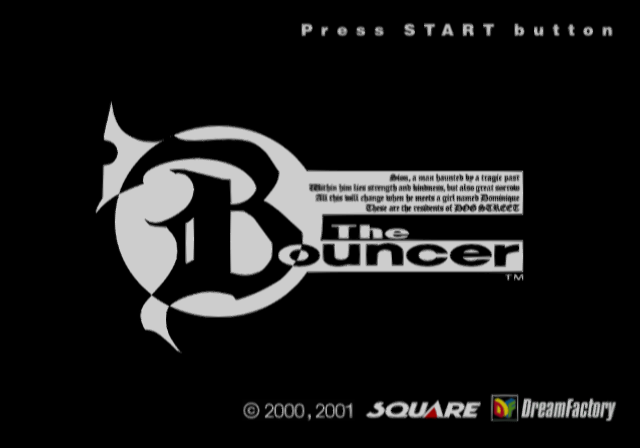 Press START button
Sion, a man haunted by a tragic past
Within him lies strength and kindness, but also great sorrow
All this will change when he meets a girl named Dominique
These are the residents of DOG STREET
The
Bouncer
TM
© 2000, 2001 SQUARE DreamFactory